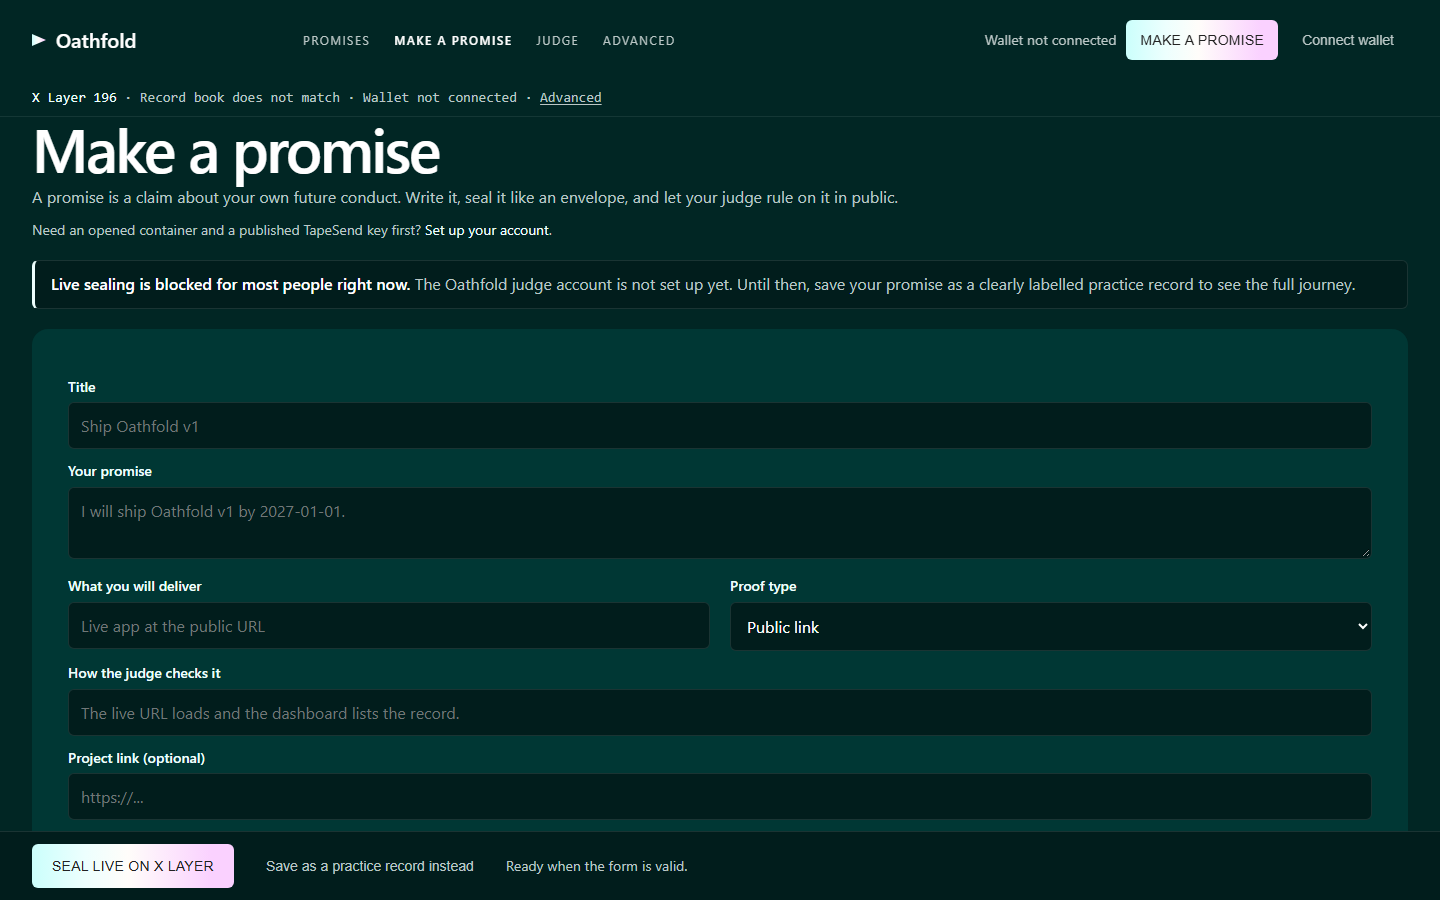 Oathfold
PROMISES MAKE A PROMISE JUDGE ADVANCED
Wallet not connected MAKE A PROMISE Connect wallet
X Layer 196 · Record book does not match · Wallet not connected · Advanced
Make a promise
A promise is a claim about your own future conduct. Write it, seal it like an envelope, and let your judge rule on it in public.
Need an opened container and a published TapeSend key first? Set up your account.
Live sealing is blocked for most people right now. The Oathfold judge account is not set up yet. Until then, save your promise as a clearly labelled practice record to see the full journey.
Title
Ship Oathfold v1
Your promise
I will ship Oathfold v1 by 2027-01-01.
What you will deliver
Live app at the public URL
Proof type
Public link
How the judge checks it
The live URL loads and the dashboard lists the record.
Project link (optional)
https://...
SEAL LIVE ON X LAYER Save as a practice record instead Ready when the form is valid.